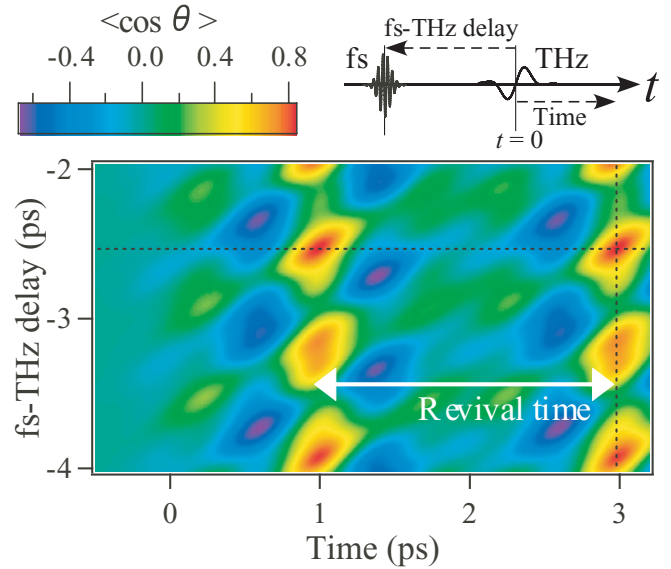 <cos θ>
-0.4 0.0 0.4 0.8
fs-THz delay
fs
THz
t
Time
t = 0
fs-THz delay (ps)
-2
-3
-4
Revival time
0 1 2 3
Time (ps)